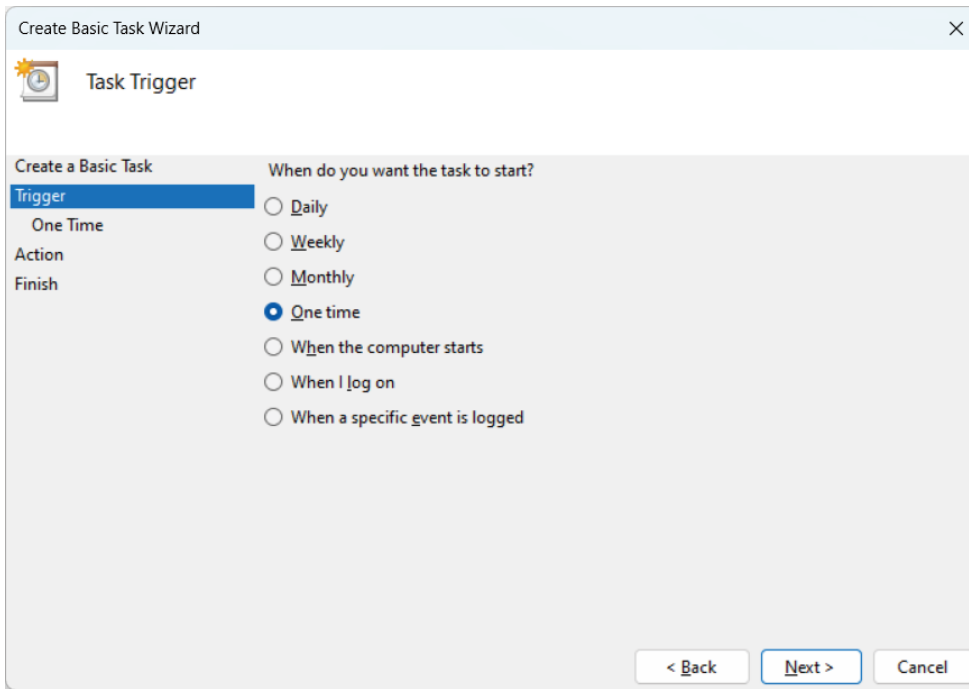 Create Basic Task Wizard
Task Trigger
Create a Basic Task
Trigger
One Time
Action
Finish
When do you want the task to start?
Daily
Weekly
Monthly
One time
When the computer starts
When I log on
When a specific event is logged
< Back
Next >
Cancel